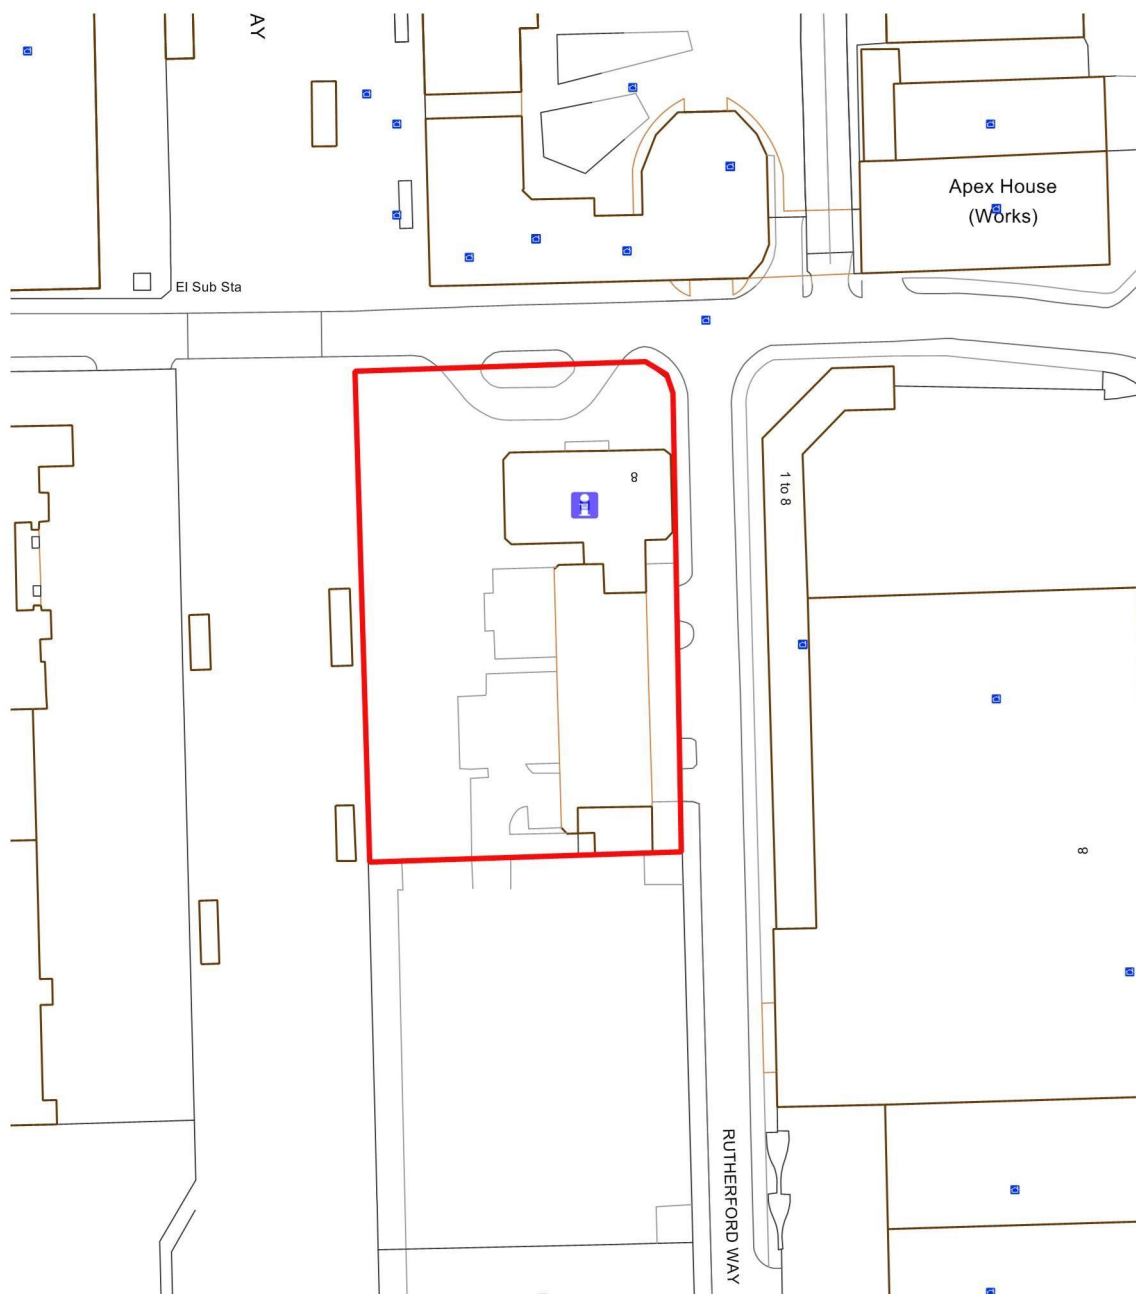 AY
Apex House
(Works)
El Sub Sta
8
1 to 8
8
RUTHERFORD WAY